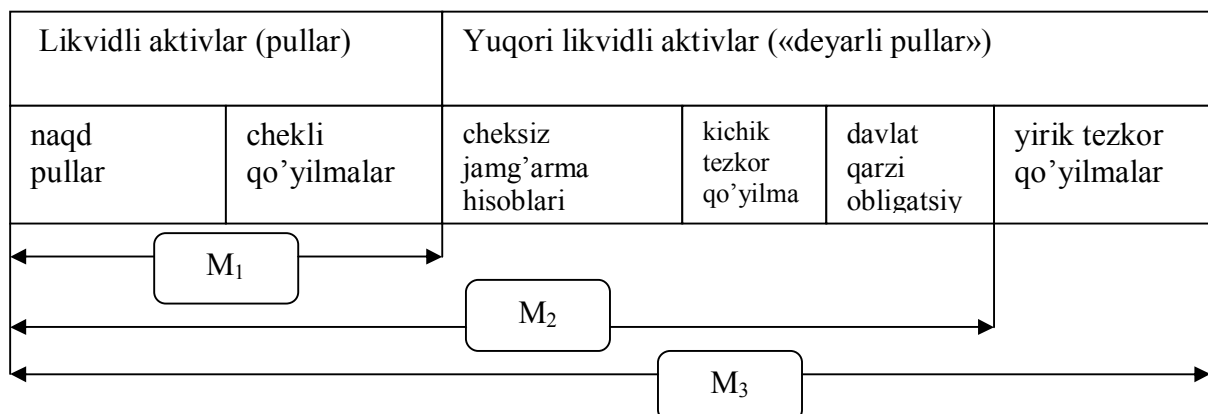 Likvidli aktivlar (pullar)
Yuqori likvidli aktivlar («deyarli pullar»)
naqd
pullar
chekli
qo’yilmalar
cheksiz
jamg’arma
hisoblari
kichik
tezkor
qo’yilma
davlat
qarzi
obligatsiy
yirik tezkor
qo’yilmalar
M₁
M₂
M₃